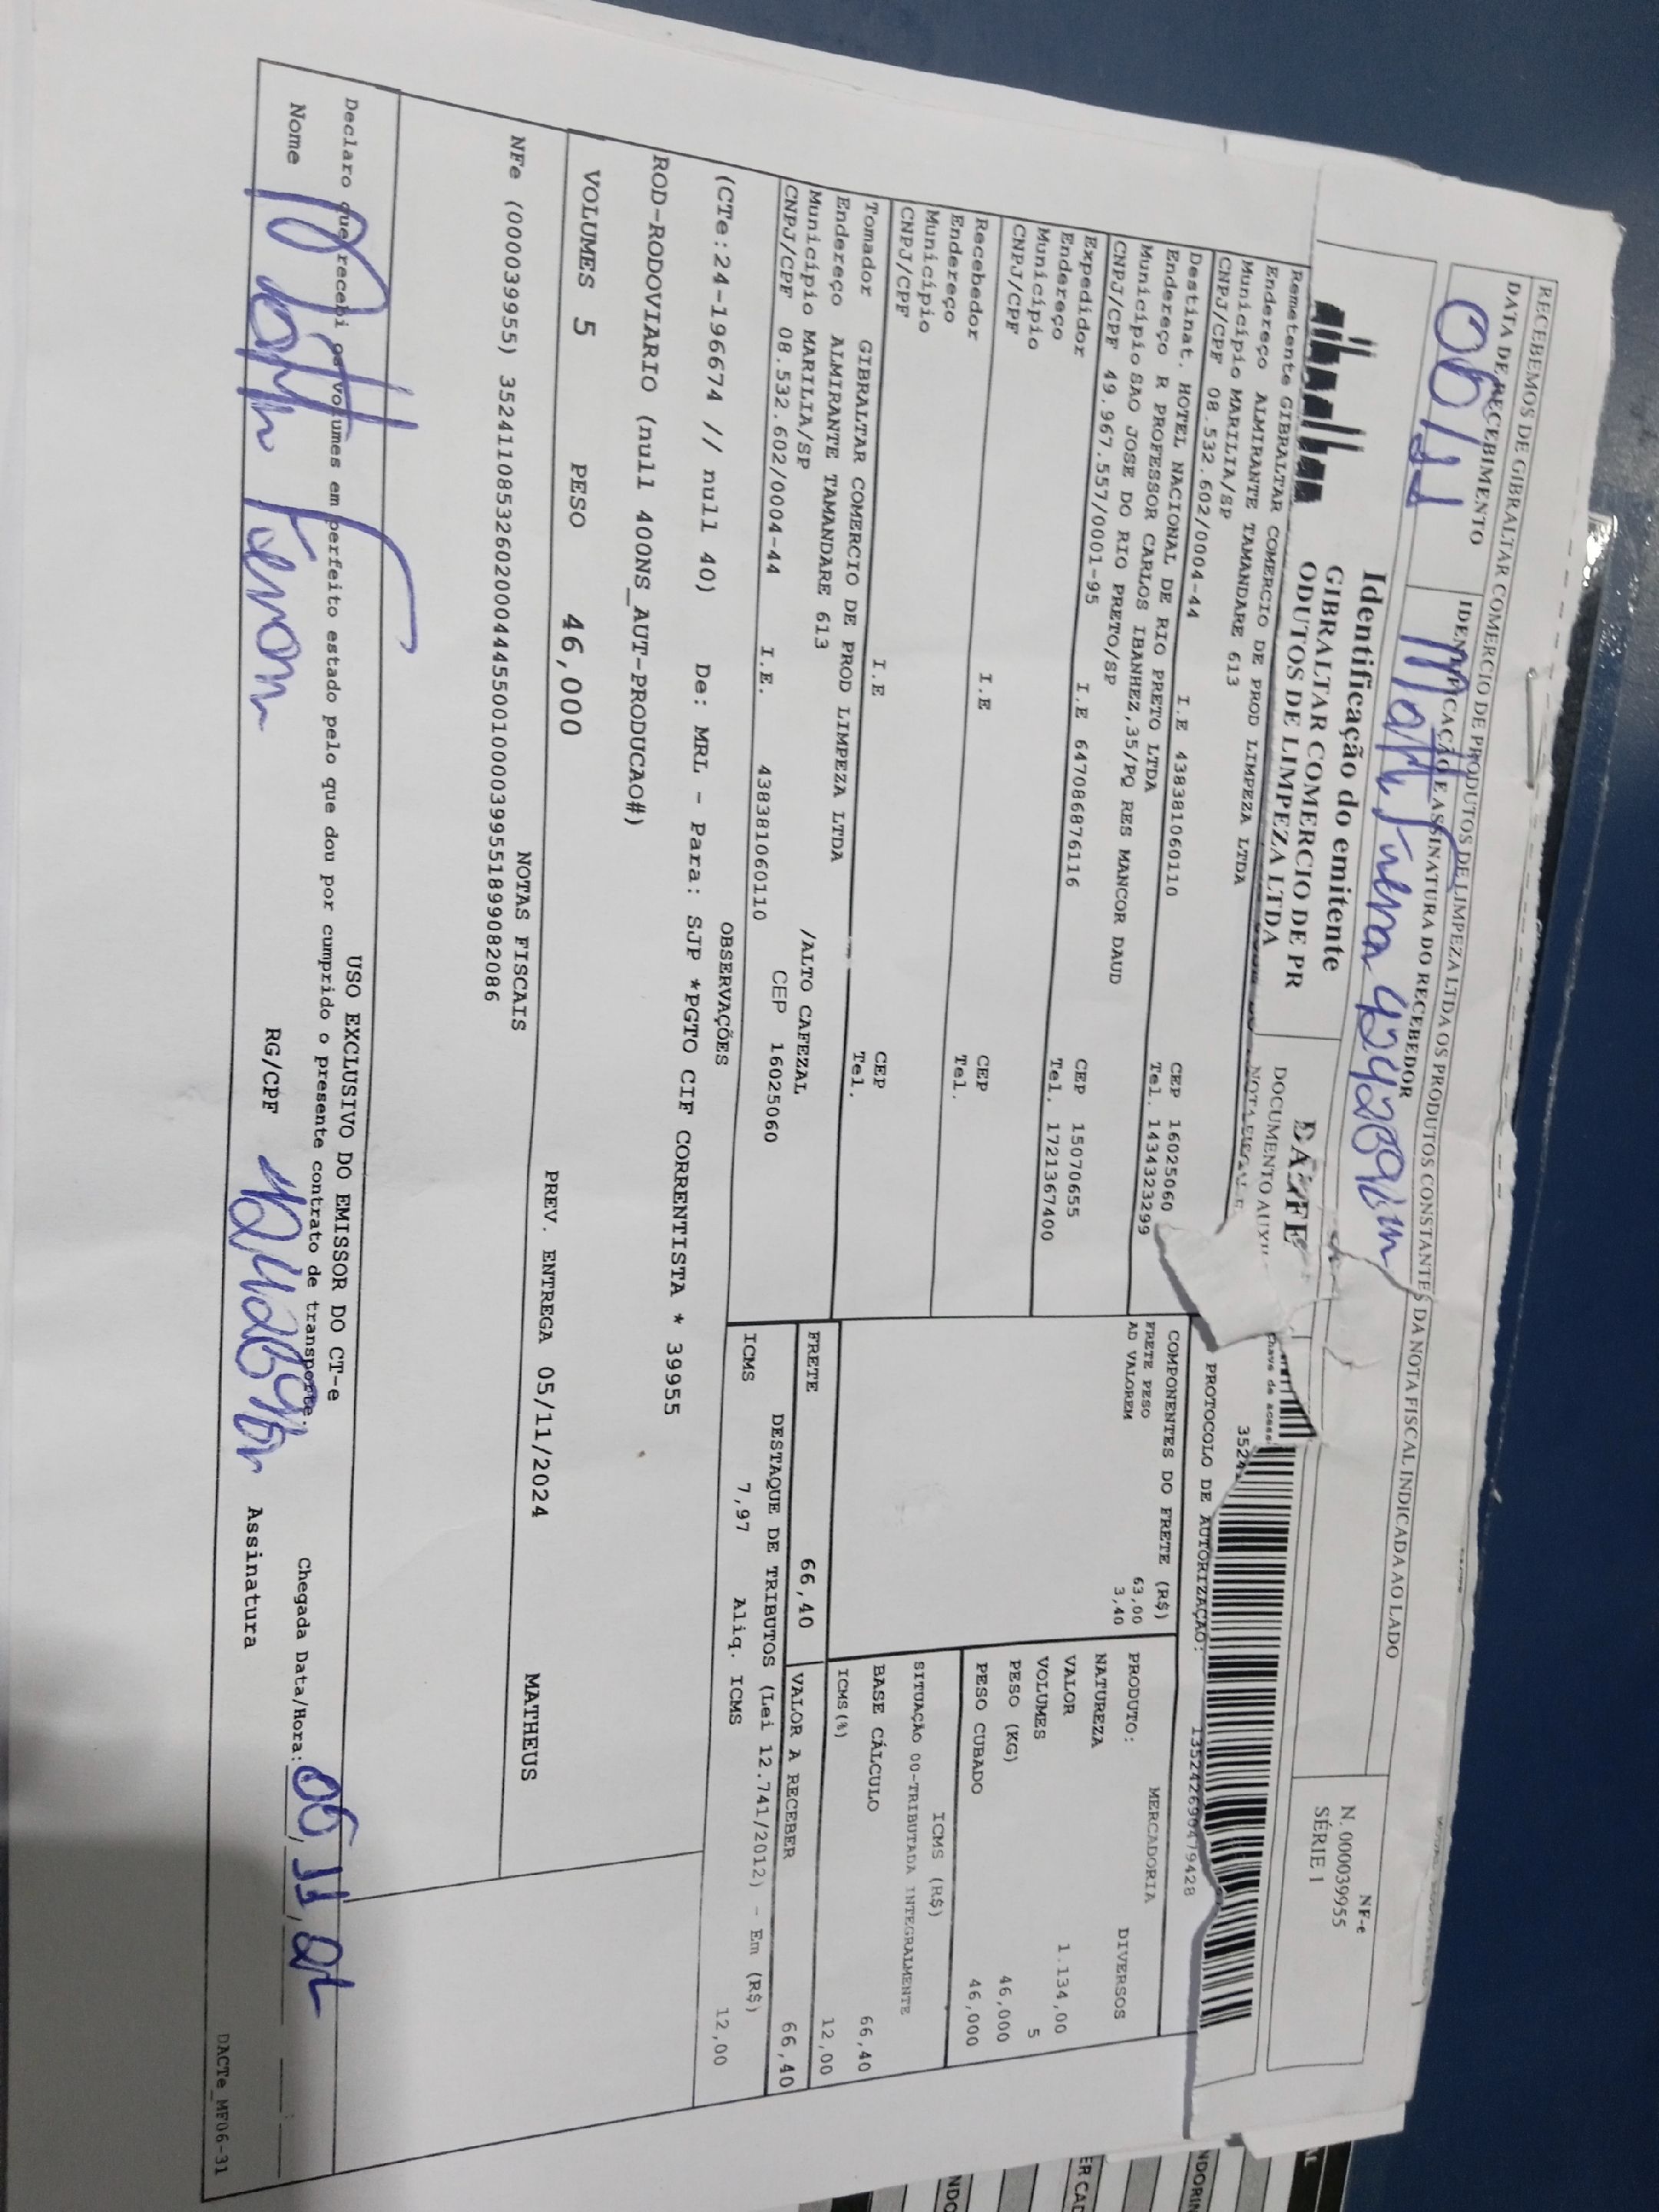 RECEBEMOS DE GIBRALTAR COMERCIO DE PRODUTOS DE LIMPEZA LTDA OS PRODUTOS CONSTANTES DA NOTA FISCAL INDICADA AO LADO
DATA DE RECEBIMENTO
IDENTIFICAÇÃO E ASSINATURA DO RECEBEDOR
06/11
NF-e
N. 000039955
SÉRIE 1
Identificação do emitente
GIBRALTAR COMERCIO DE PR
ODUTOS DE LIMPEZA LTDA
DANFE
DOCUMENTO
Chave de
3524
PROTOCOLO DE AUTORIZAÇÃO: 135242690479428
Remetente GIBRALTAR COMERCIO DE PROD LIMPEZA LTDA
Endereço ALMIRANTE TAMANDARE 613
Município MARILIA/SP CEP 16025060
CNPJ/CPF 08.532.602/0004-44 I.E 438381060110 Tel. 1434323299
Destinat. HOTEL NACIONAL DE RIO PRETO LTDA
Endereço R PROFESSOR CARLOS IBANHEZ,35/PQ RES MANCOR DAUD
Município SAO JOSE DO RIO PRETO/SP CEP 15070655
CNPJ/CPF 49.967.557/0001-95 I.E 647086876116 Tel. 1721367400
Expedidor
Endereço
Município CEP
CNPJ/CPF I.E Tel.
Recebedor
Endereço
Município CEP
CNPJ/CPF I.E Tel.
Tomador GIBRALTAR COMERCIO DE PROD LIMPEZA LTDA
Endereço ALMIRANTE TAMANDARE 613
Município MARILIA/SP /ALTO CAFEZAL
CNPJ/CPF 08.532.602/0004-44 I.E. 438381060110 CEP 16025060
COMPONENTES DO FRETE (R$)
FRETE PESO 63,00
AD VALOREM 3,40
PRODUTO: MERCADORIA
NATUREZA DIVERSOS
VALOR 1.134,00
VOLUMES 5
PESO (KG) 46,000
PESO CUBADO 46,000
ICMS (R$)
SITUAÇÃO 00-TRIBUTADA INTEGRALMENTE
BASE CÁLCULO 66,40
ICMS(%) 12,00
FRETE 66,40 VALOR A RECEBER 66,40
DESTAQUE DE TRIBUTOS (Lei 12.741/2012) - Em (R$)
ICMS 7,97 Aliq. ICMS 12,00
OBSERVAÇÕES
(CTe:24-196674 // null 40) De: MRL - Para: SJP *PGTO CIF CORRENTISTA * 39955
ROD-RODOVIARIO (null 400NS_AUT-PRODUCAO#)
VOLUMES 5 PESO 46,000 PREV. ENTREGA 05/11/2024 MATHEUS
NOTAS FISCAIS
NFe (000039955) 35241108532602000444550010000399551899082086
USO EXCLUSIVO DO EMISSOR DO CT-e
Declaro que recebi os volumes em perfeito estado pelo que dou por cumprido o presente contrato de transporte.
Chegada Data/Hora: 06/11/24
Nome
RG/CPF
Assinatura
DACTe_MF06-31